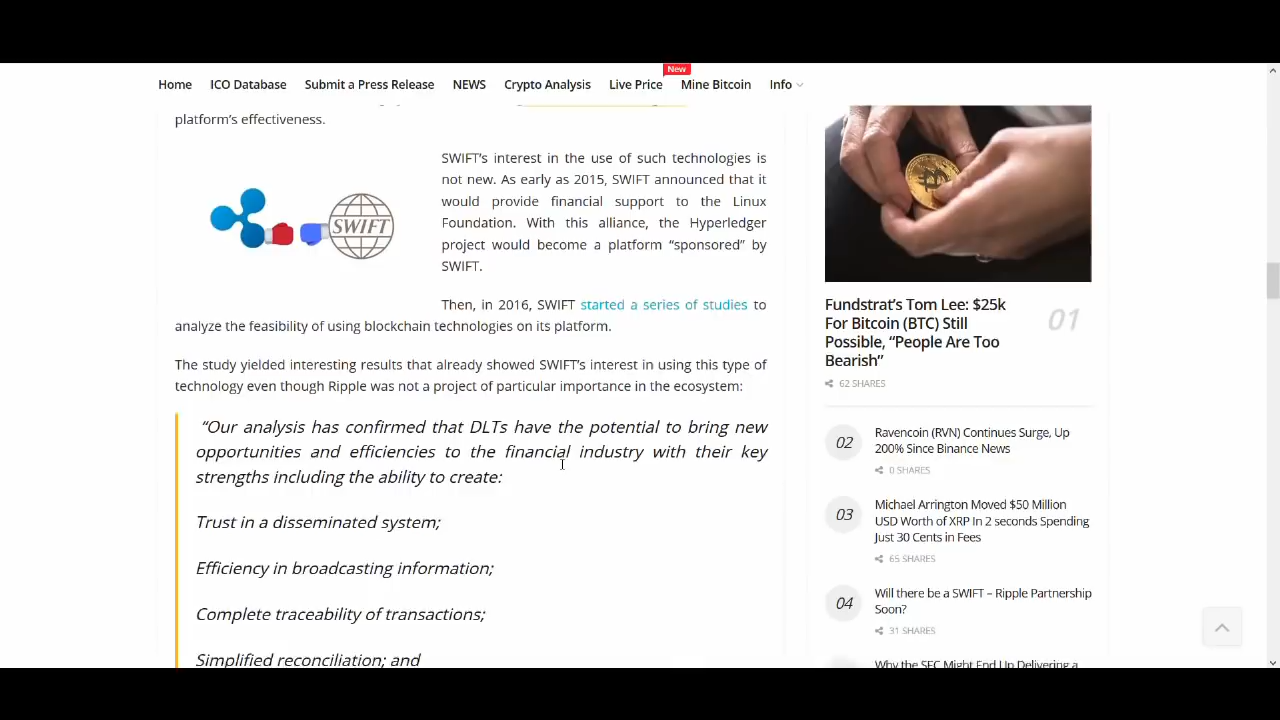 New
Home ICO Database Submit a Press Release NEWS Crypto Analysis Live Price Mine Bitcoin Info
platform’s effectiveness.
SWIFT’s interest in the use of such technologies is
not new. As early as 2015, SWIFT announced that it
would provide financial support to the Linux
Foundation. With this alliance, the Hyperledger
project would become a platform “sponsored” by
SWIFT.
SWIFT
Then, in 2016, SWIFT started a series of studies to
analyze the feasibility of using blockchain technologies on its platform.
The study yielded interesting results that already showed SWIFT’s interest in using this type of
technology even though Ripple was not a project of particular importance in the ecosystem:
“Our analysis has confirmed that DLTs have the potential to bring new
opportunities and efficiencies to the financial industry with their key
strengths including the ability to create:
Trust in a disseminated system;
Efficiency in broadcasting information;
Complete traceability of transactions;
Simplified reconciliation; and
Fundstrat’s Tom Lee: $25k
For Bitcoin (BTC) Still
Possible, “People Are Too
Bearish”
01
62 SHARES
02
Ravencoin (RVN) Continues Surge, Up
200% Since Binance News
0 SHARES
03
Michael Arrington Moved $50 Million
USD Worth of XRP In 2 seconds Spending
Just 30 Cents in Fees
65 SHARES
04
Will there be a SWIFT – Ripple Partnership
Soon?
31 SHARES
Why the SEC Might End Up Delivering a